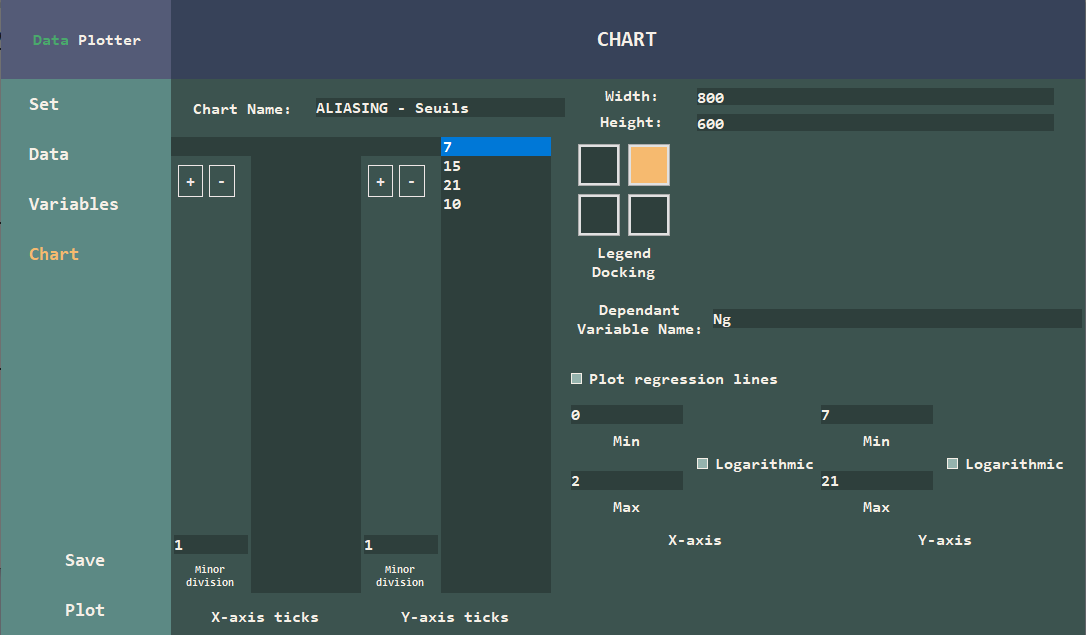 Data Plotter
CHART
Set
Data
Variables
Chart
Save
Plot
Chart Name: ALIASING - Seuils
+ -
+ -
7
15
21
10
1
Minor
division
1
Minor
division
X-axis ticks
Y-axis ticks
Width: 800
Height: 600
Legend
Docking
Dependant
Variable Name: Ng
Plot regression lines
0
Min
2
Max
Logarithmic
X-axis
7
Min
21
Max
Logarithmic
Y-axis